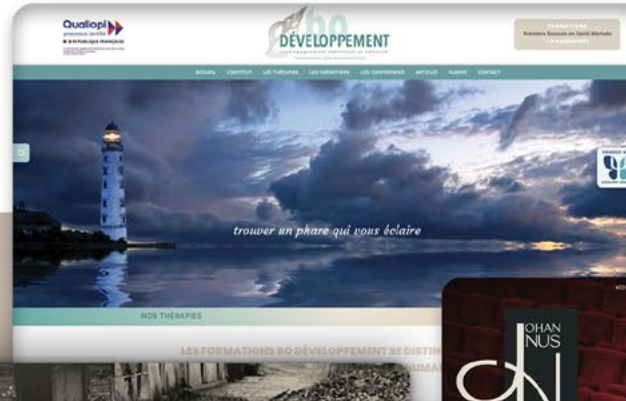 Qualiopi
processus certifié
RÉPUBLIQUE FRANÇAISE
bo
DÉVELOPPEMENT
FORMATIONS
Premiers Secours en Santé Mentale
ACCUEIL L'INSTITUT LES THÉRAPIES LES FORMATIONS LES CONFÉRENCES ARTICLES AUDIOS CONTACT
trouver un phare qui vous éclaire
NOS THÉRAPIES
LES FORMATIONS BO DÉVELOPPEMENT SE
OHAN
NUS